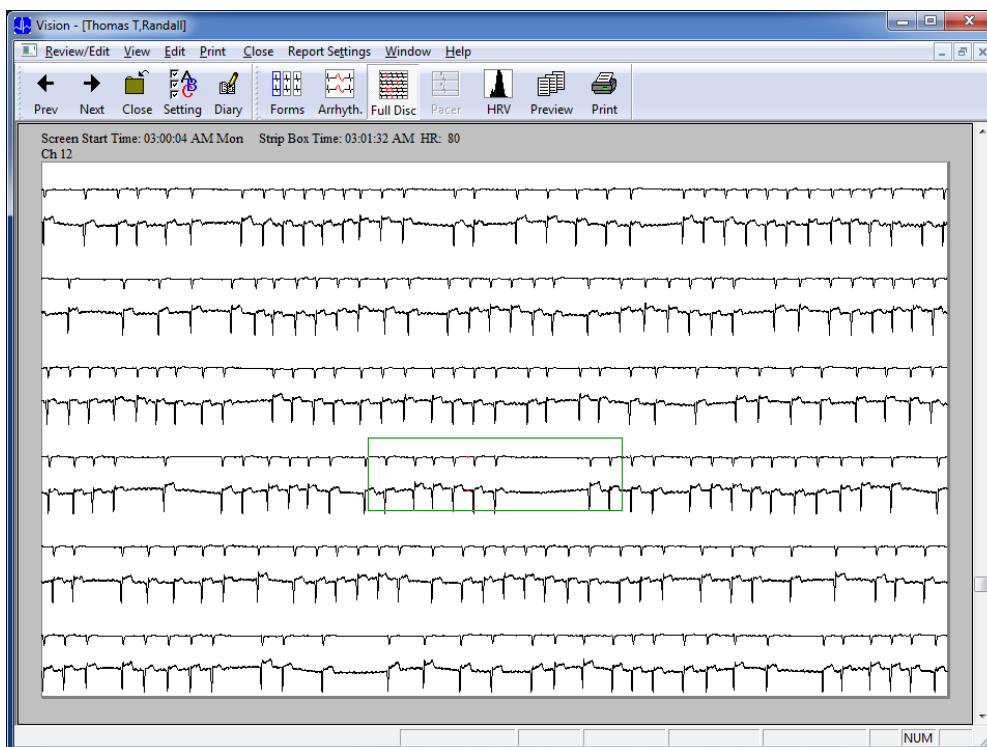 Vision - [Thomas T,Randall]
Review/Edit View Edit Print Close Report Settings Window Help
Prev Next Close Setting Diary Forms Arrhyth. Full Disc Pacer HRV Preview Print
Screen Start Time: 03:00:04 AM Mon Strip Box Time: 03:01:32 AM HR: 80
Ch 12
NUM